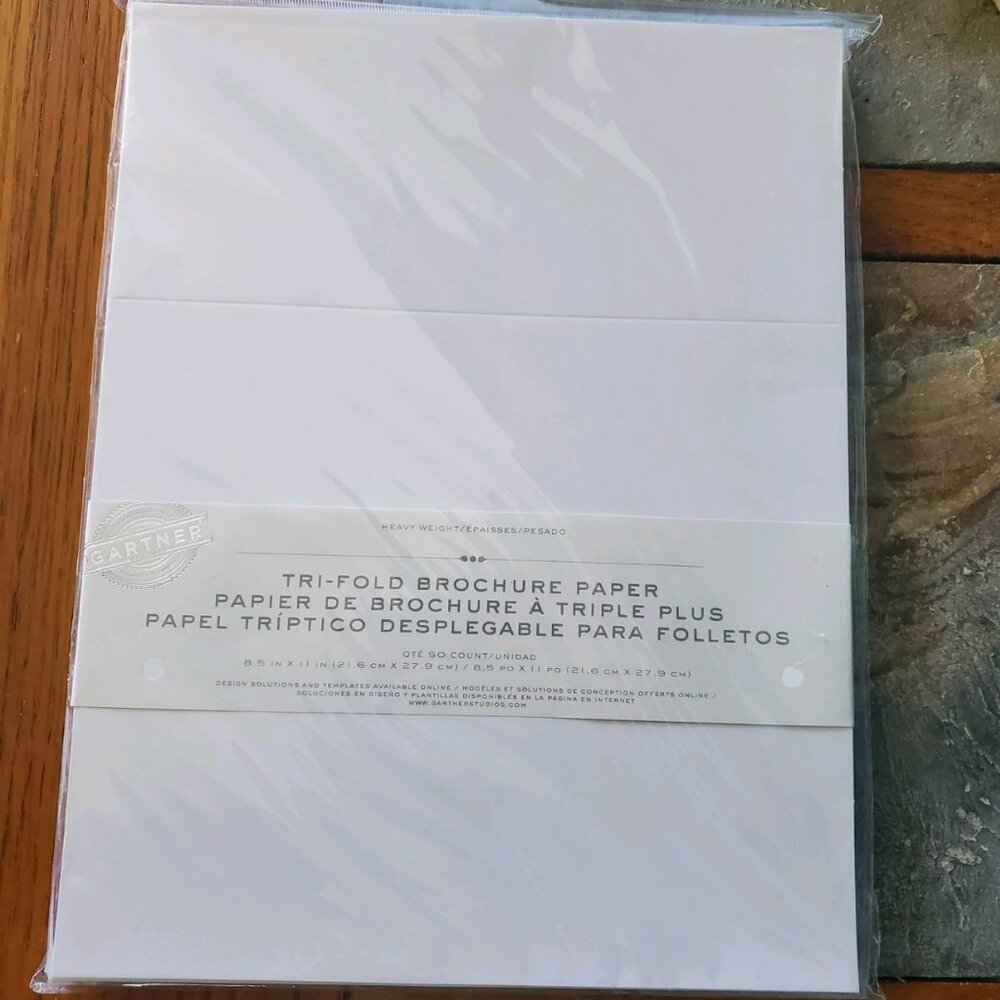 GARTNER
HEAVY WEIGHT/ÉPAISSES/PESADO
TRI-FOLD BROCHURE PAPER
PAPIER DE BROCHURE À TRIPLE PLUS
PAPEL TRÍPTICO DESPLEGABLE PARA FOLLETOS
QTÉ 50 COUNT/UNIDAD
8.5 IN X 11 IN (21.6 CM X 27.9 CM) / 8,5 PO X 11 PO (21.6 CM X 27.9 CM)
DESIGN SOLUTIONS AND TEMPLATES AVAILABLE ONLINE / MODÈLES ET SOLUTIONS DE CONCEPTION OFFERTS ONLINE /
SOLUCIONES EN DISEÑO Y PLANTILLAS DISPONIBLES EN LA PÁGINA EN INTERNET
WWW.GARTNERSTUDIOS.COM